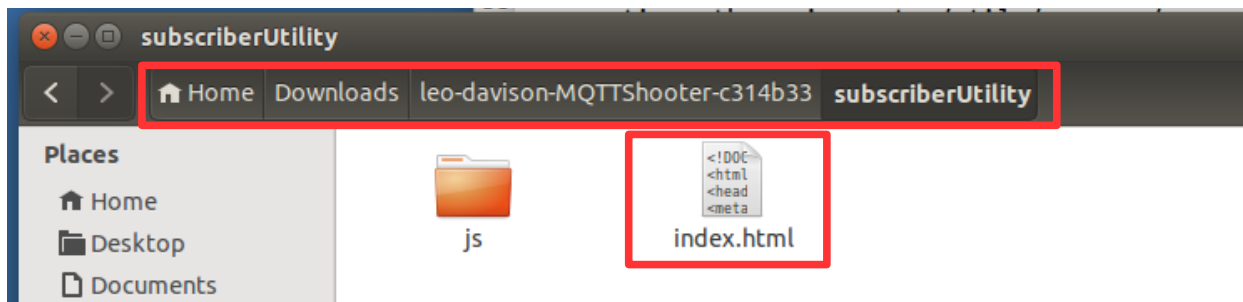 subscriberUtility
Home Downloads leo-davison-MQTTShooter-c314b33 subscriberUtility
Places
Home
Desktop
Documents
<!DOC
<html
<head
<meta
js
index.html